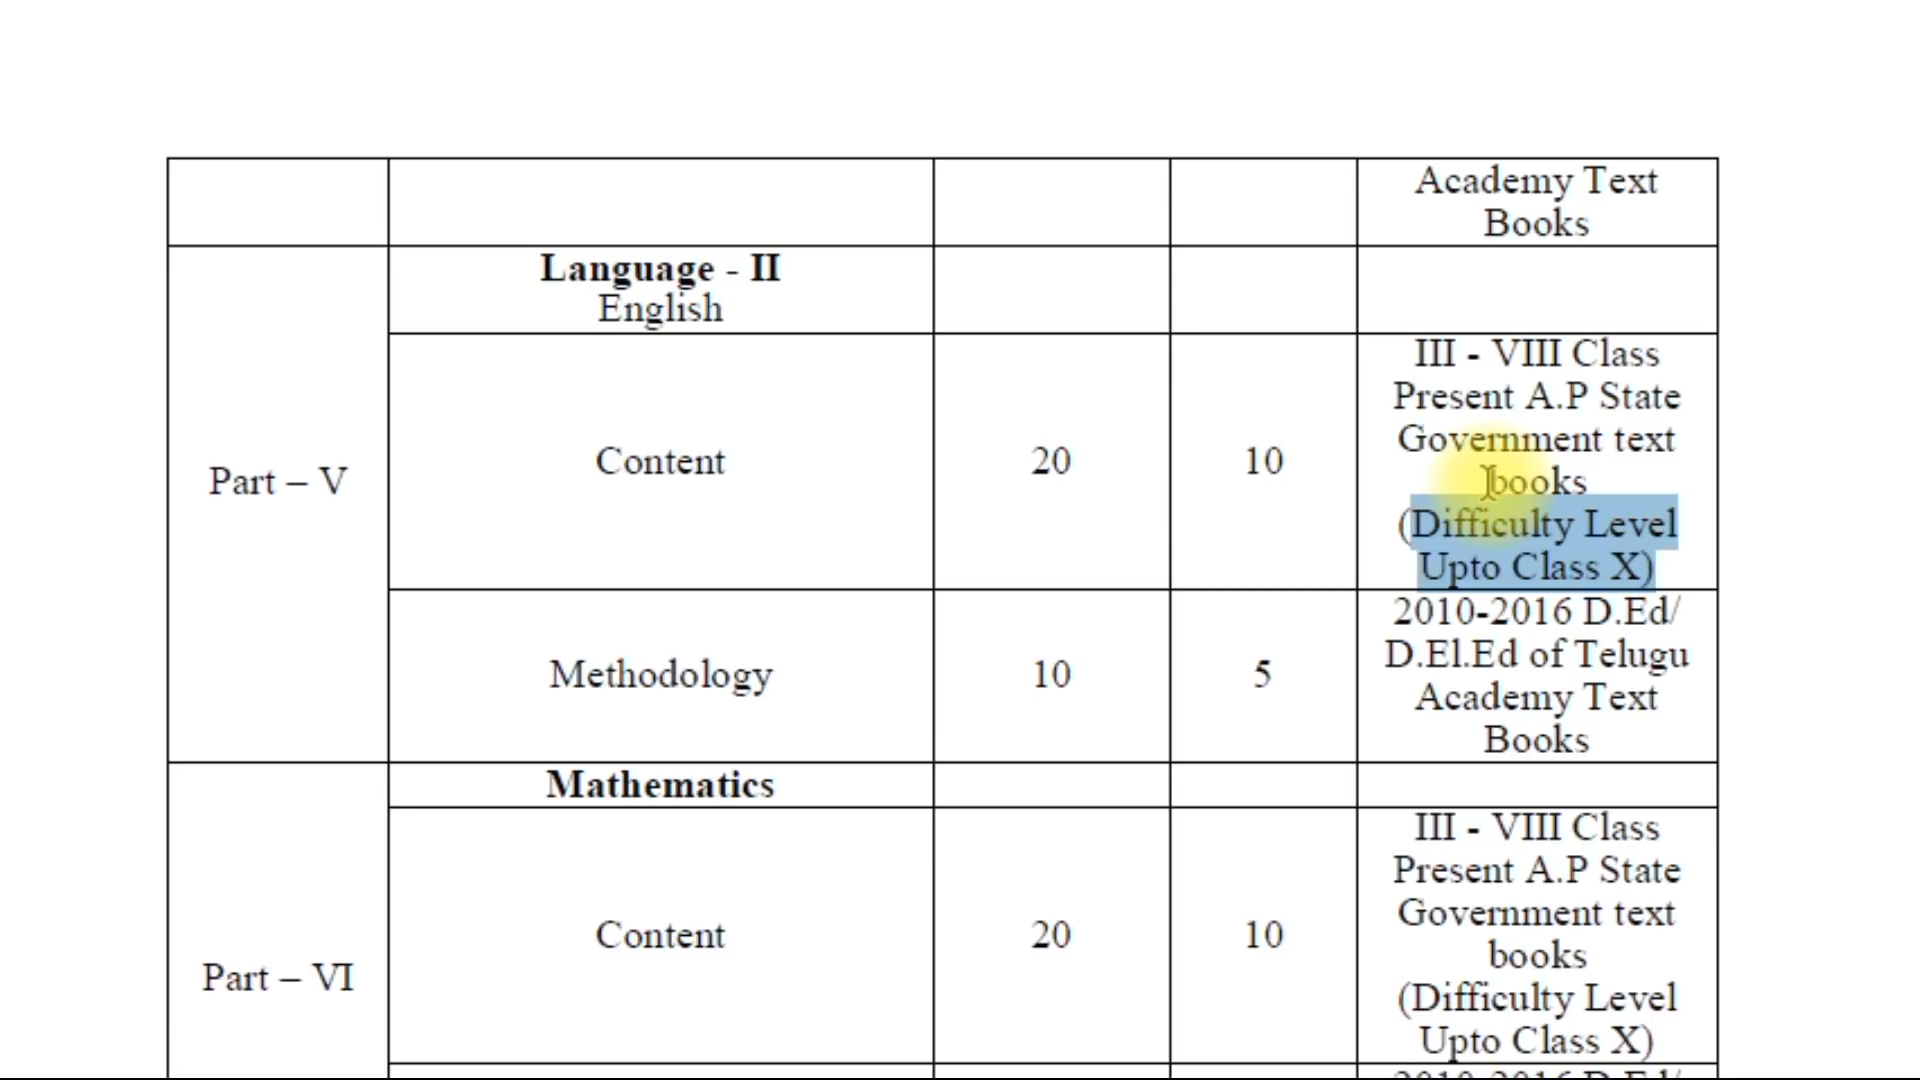 Academy Text
Books
Language - II
English
Part – V
Content
20
10
III - VIII Class
Present A.P State
Government text
books
(Difficulty Level
Upto Class X)
Methodology
10
5
2010-2016 D.Ed/
D.El.Ed of Telugu
Academy Text
Books
Mathematics
Part – VI
Content
20
10
III - VIII Class
Present A.P State
Government text
books
(Difficulty Level
Upto Class X)